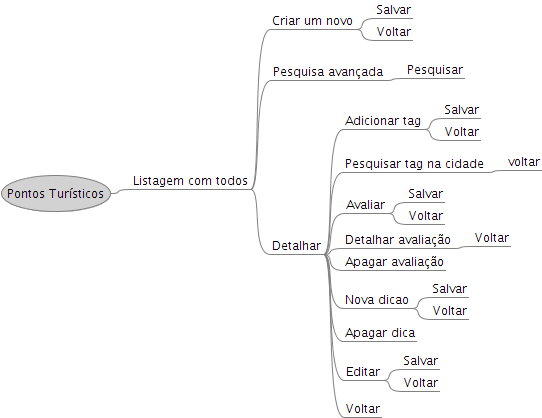 Pontos Turísticos
Listagem com todos
Criar um novo
Salvar
Voltar
Pesquisa avançada
Pesquisar
Detalhar
Adicionar tag
Salvar
Voltar
Pesquisar tag na cidade
voltar
Avaliar
Salvar
Voltar
Detalhar avaliação
Voltar
Apagar avaliação
Nova dicao
Salvar
Voltar
Apagar dica
Editar
Salvar
Voltar
Voltar